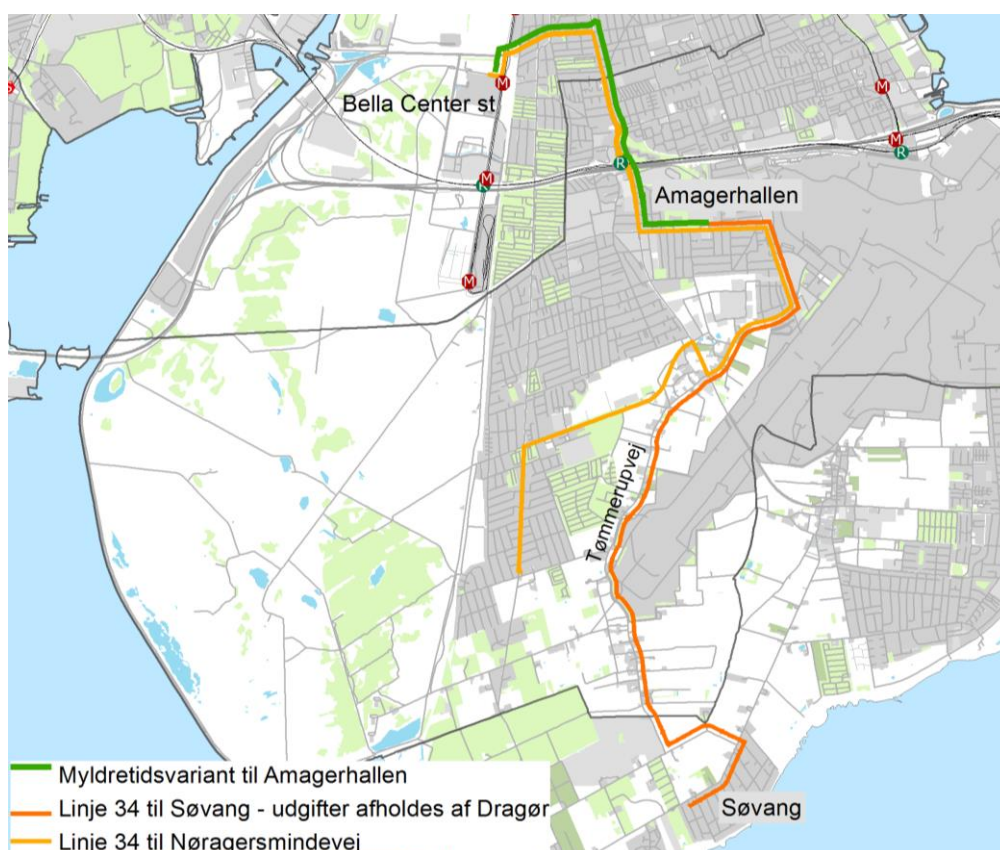 M
Bella Center st
M
M
M
R
R
M
R
M
Amagerhallen
M
Tømmerupvej
Myldretidsvariant til Amagerhallen
Linje 34 til Søvang - udgifter afholdes af Dragør
Søvang
Linje 34 til Nøragersmindevej